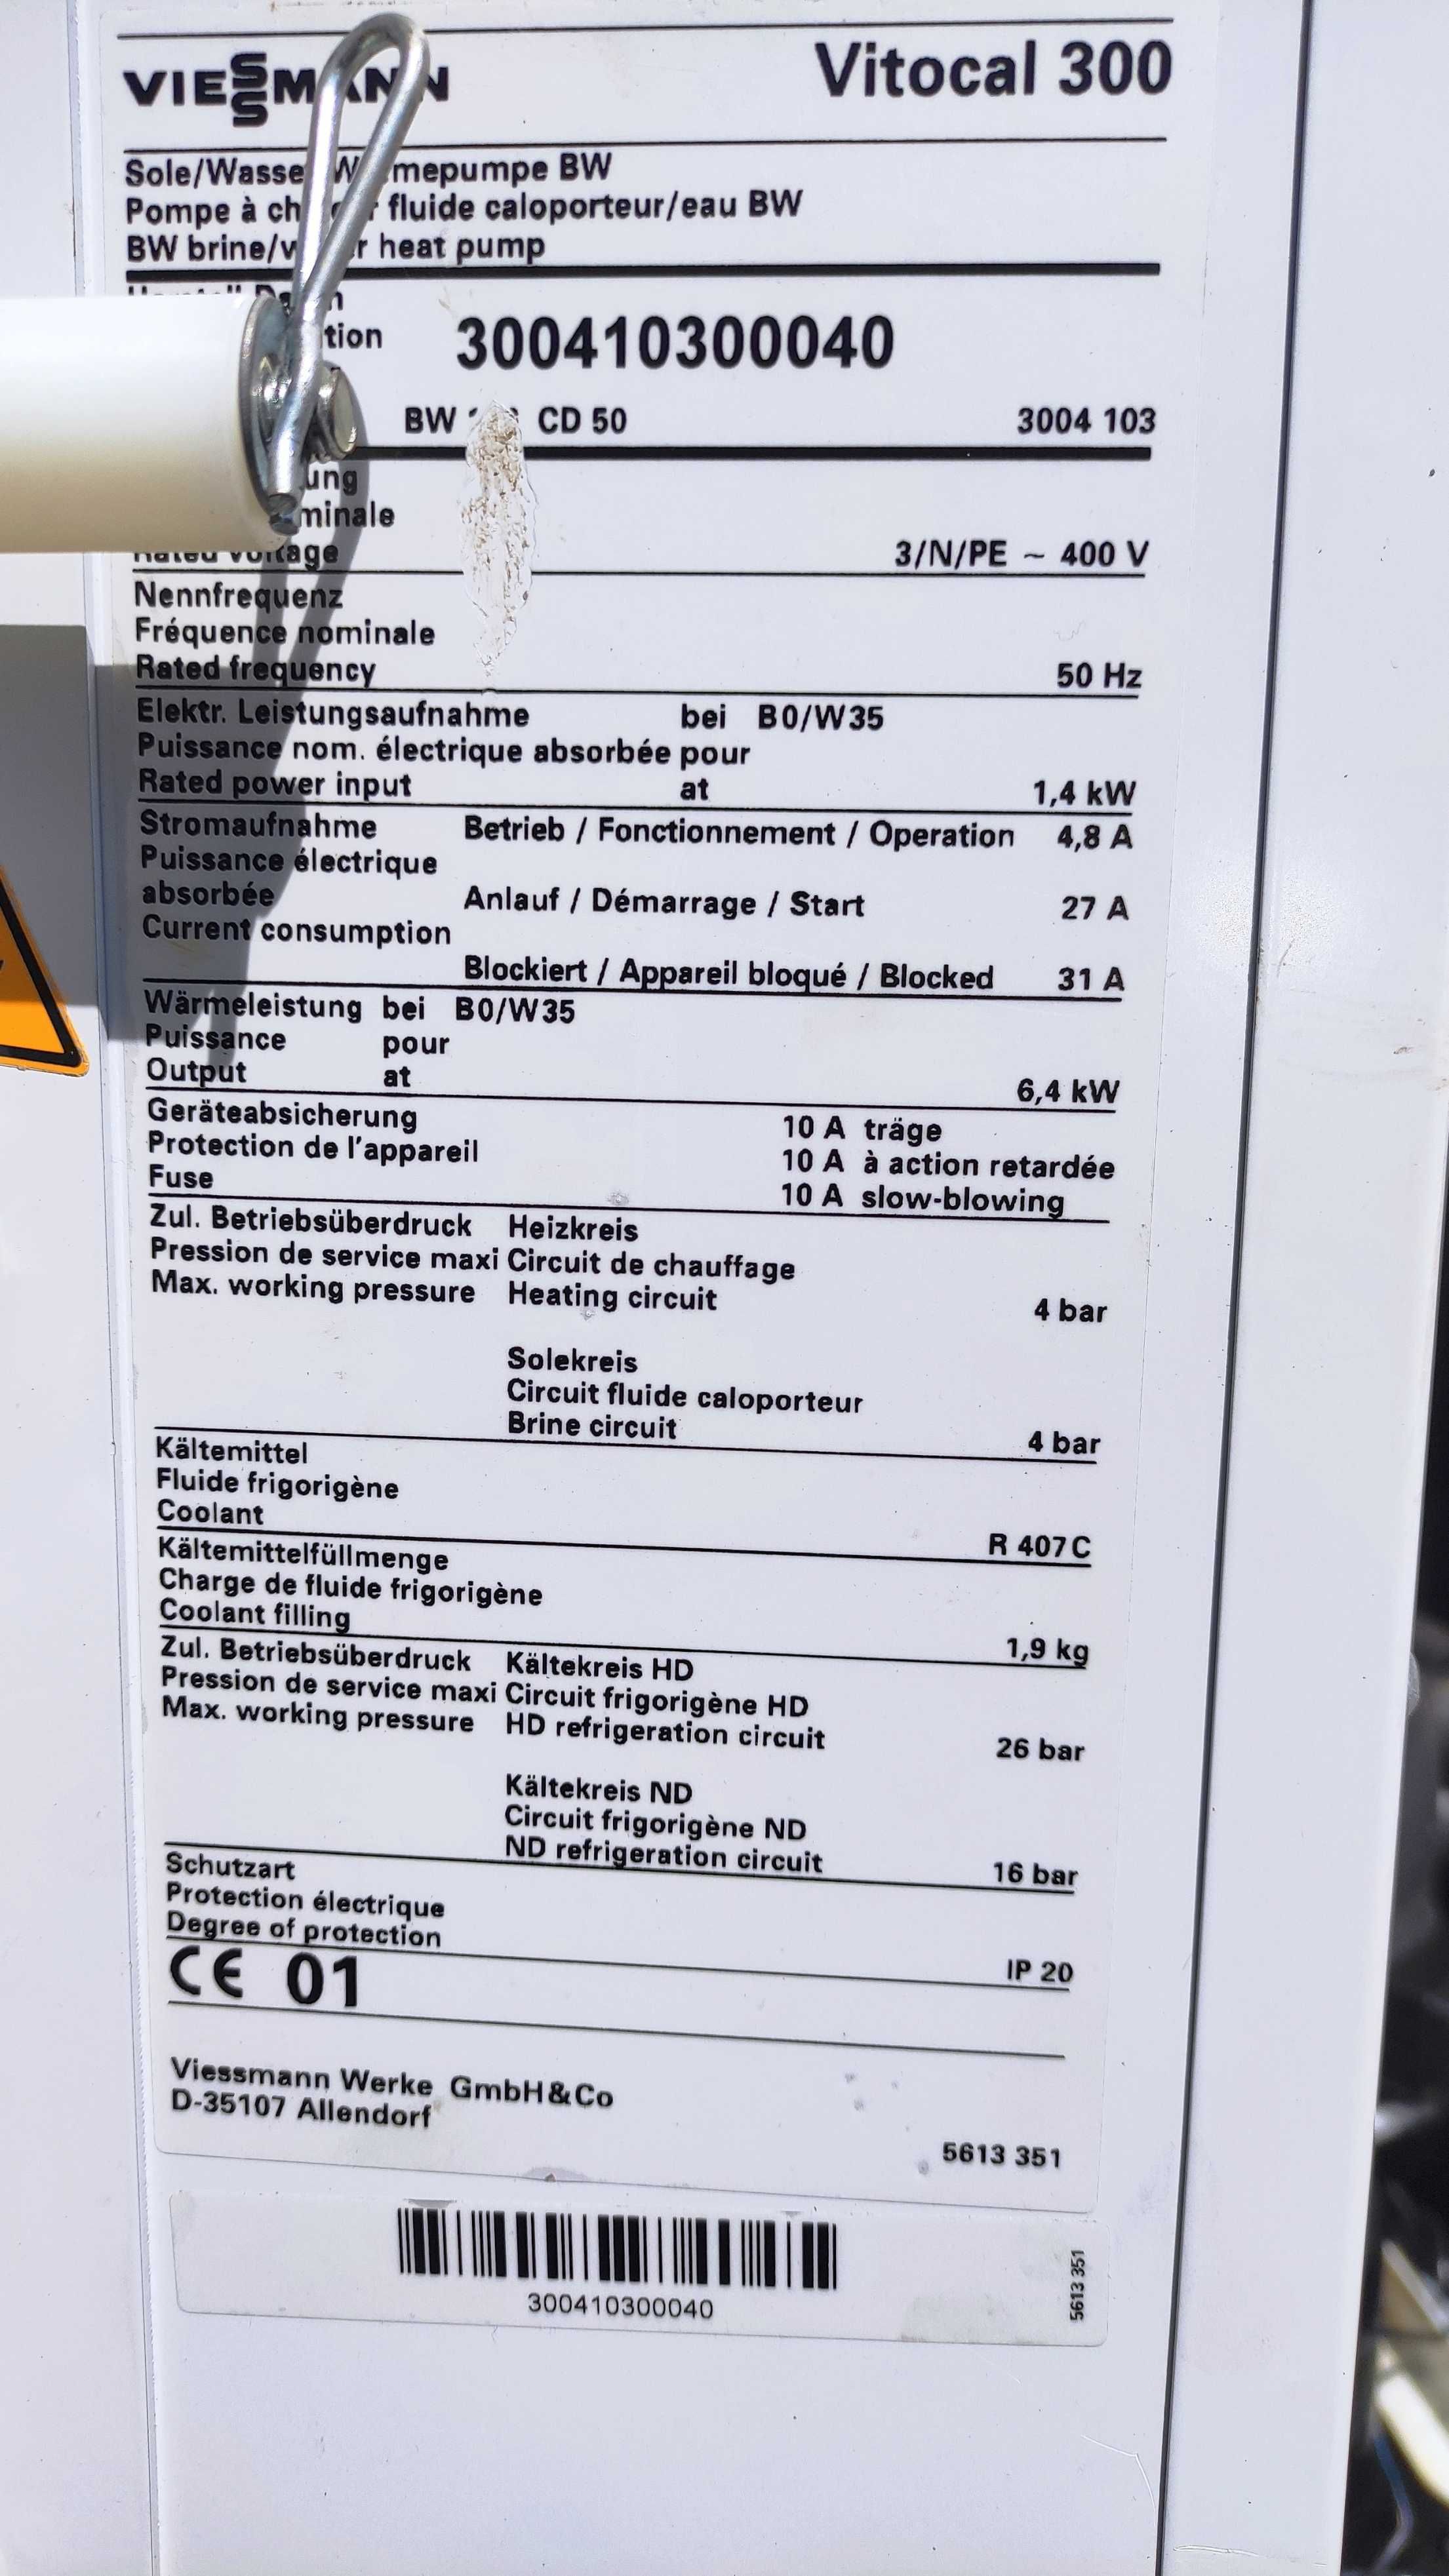 VIESSMANN Vitocal 300
mepumpe BW
Pompe à fluide caloporteur/eau BW
BW heat pump
300410300040
BW CD 50 3004 103
3/N/PE ~ 400 V
Nennfrequenz
Fréquence nominale
Rated frequency 50 Hz
Elektr. Leistungsaufnahme bei B0/W35
Puissance nom. électrique absorbée pour
Rated power input at 1,4 kW
Stromaufnahme Betrieb / Fonctionnement / Operation 4,8 A
Puissance électrique
absorbée Anlauf / Démarrage / Start 27 A
Current consumption
Blockiert / Appareil bloqué / Blocked 31 A
Wärmeleistung bei B0/W35
Puissance pour
Output at 6,4 kW
Geräteabsicherung 10 A träge
Protection de l'appareil 10 A à action retardée
Fuse 10 A slow-blowing
Zul. Betriebsüberdruck Heizkreis
Pression de service maxi Circuit de chauffage
Max. working pressure Heating circuit 4 bar
Solekreis
Circuit fluide caloporteur
Brine circuit 4 bar
Kältemittel
Fluide frigorigène
Coolant R 407C
Kältemittelfüllmenge
Charge de fluide frigorigène
Coolant filling 1,9 kg
Zul. Betriebsüberdruck Kältekreis HD
Pression de service maxi Circuit frigorigène HD
Max. working pressure HD refrigeration circuit 26 bar
Kältekreis ND
Circuit frigorigène ND
ND refrigeration circuit 16 bar
Schutzart
Protection électrique
Degree of protection IP 20
CE 01
Viessmann Werke GmbH&Co
D-35107 Allendorf
5613 351
300410300040
5613 351